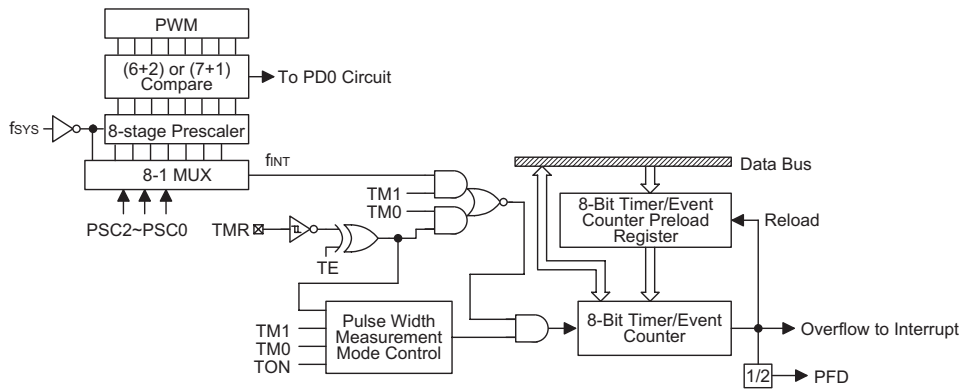 PWM
(6+2) or (7+1)
Compare
To PD0 Circuit
fSYS
8-stage Prescaler
8-1 MUX
fINT
PSC2~PSC0
TMR
TE
TM1
TM0
TM1
TM0
TON
Pulse Width
Measurement
Mode Control
Data Bus
8-Bit Timer/Event
Counter Preload
Register
Reload
8-Bit Timer/Event
Counter
Overflow to Interrupt
1/2
PFD